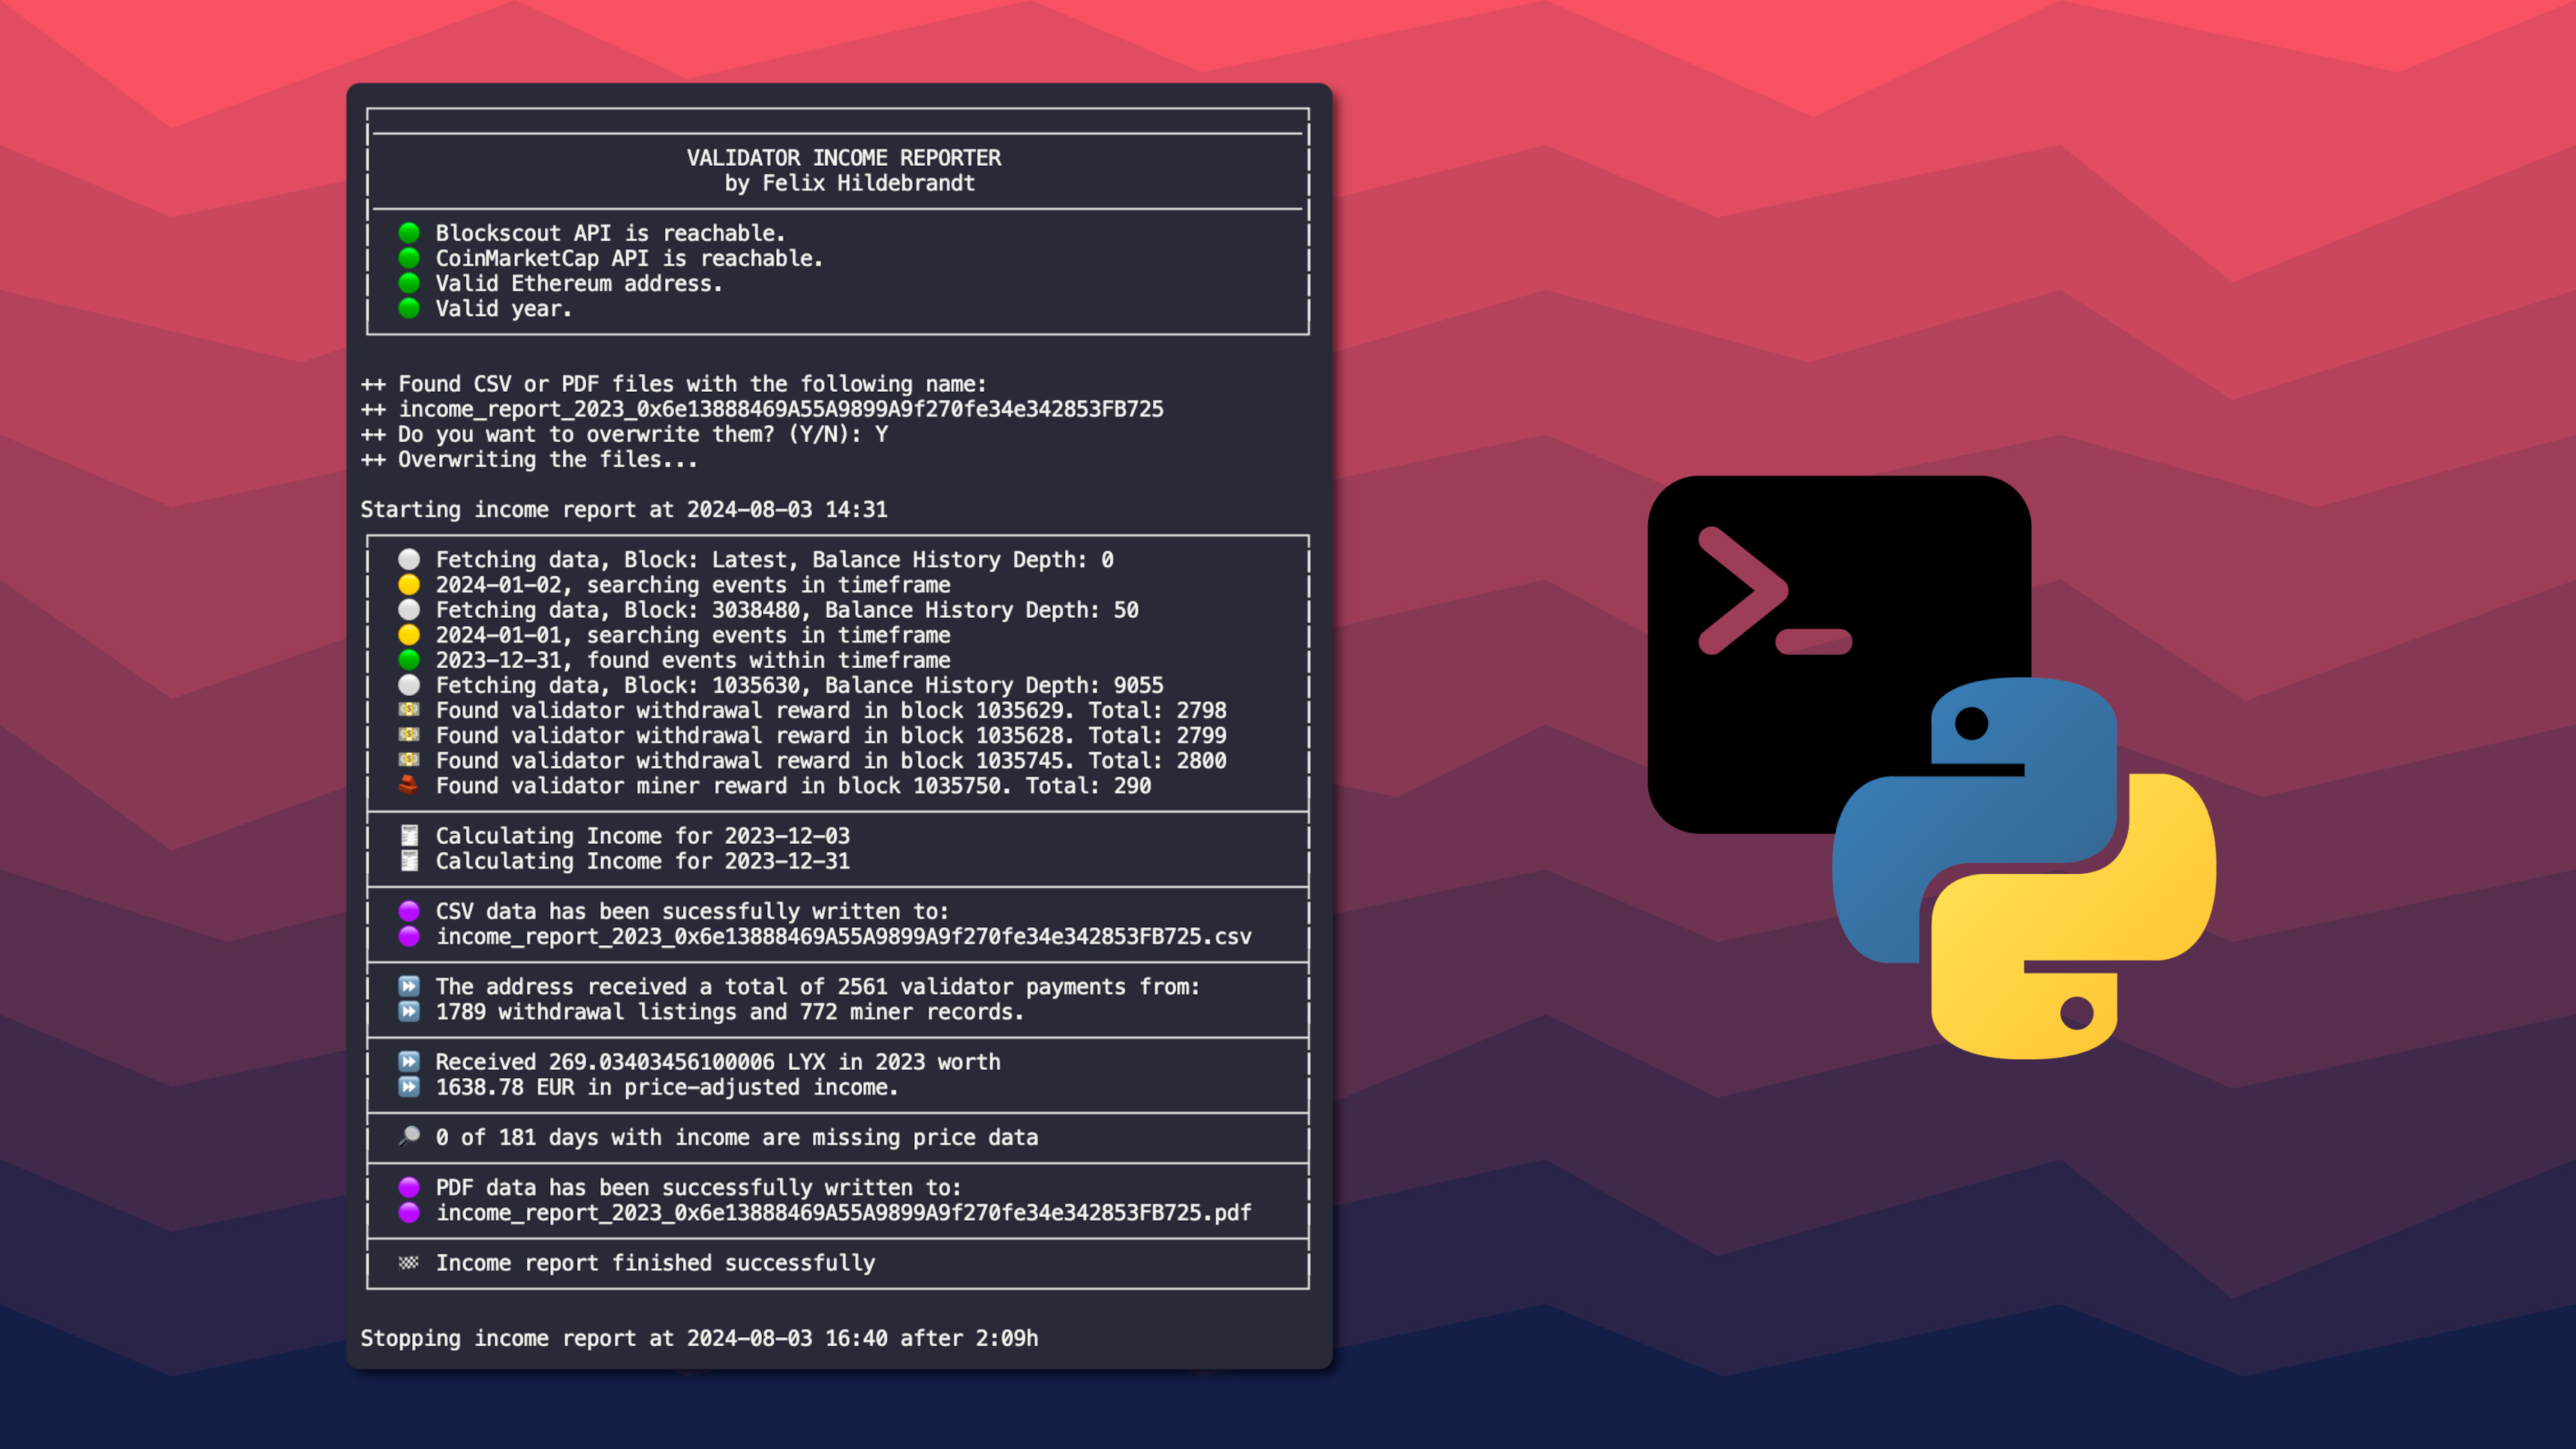 VALIDATOR INCOME REPORTER
by Felix Hildebrandt
Blockscout API is reachable.
CoinMarketCap API is reachable.
Valid Ethereum address.
Valid year.
++ Found CSV or PDF files with the following name:
++ income_report_2023_0x6e13888469A55A9899A9f270fe34e342853FB725
++ Do you want to overwrite them? (Y/N): Y
++ Overwriting the files...
Starting income report at 2024-08-03 14:31
Fetching data, Block: Latest, Balance History Depth: 0
2024-01-02, searching events in timeframe
Fetching data, Block: 3038480, Balance History Depth: 50
2024-01-01, searching events in timeframe
2023-12-31, found events within timeframe
Fetching data, Block: 1035630, Balance History Depth: 9055
Found validator withdrawal reward in block 1035629. Total: 2798
Found validator withdrawal reward in block 1035628. Total: 2799
Found validator withdrawal reward in block 1035745. Total: 2800
Found validator miner reward in block 1035750. Total: 290
Calculating Income for 2023-12-03
Calculating Income for 2023-12-31
CSV data has been sucessfully written to:
income_report_2023_0x6e13888469A55A9899A9f270fe34e342853FB725.csv
The address received a total of 2561 validator payments from:
1789 withdrawal listings and 772 miner records.
Received 269.03403456100006 LYX in 2023 worth
1638.78 EUR in price-adjusted income.
0 of 181 days with income are missing price data
PDF data has been successfully written to:
income_report_2023_0x6e13888469A55A9899A9f270fe34e342853FB725.pdf
Income report finished successfully
Stopping income report at 2024-08-03 16:40 after 2:09h